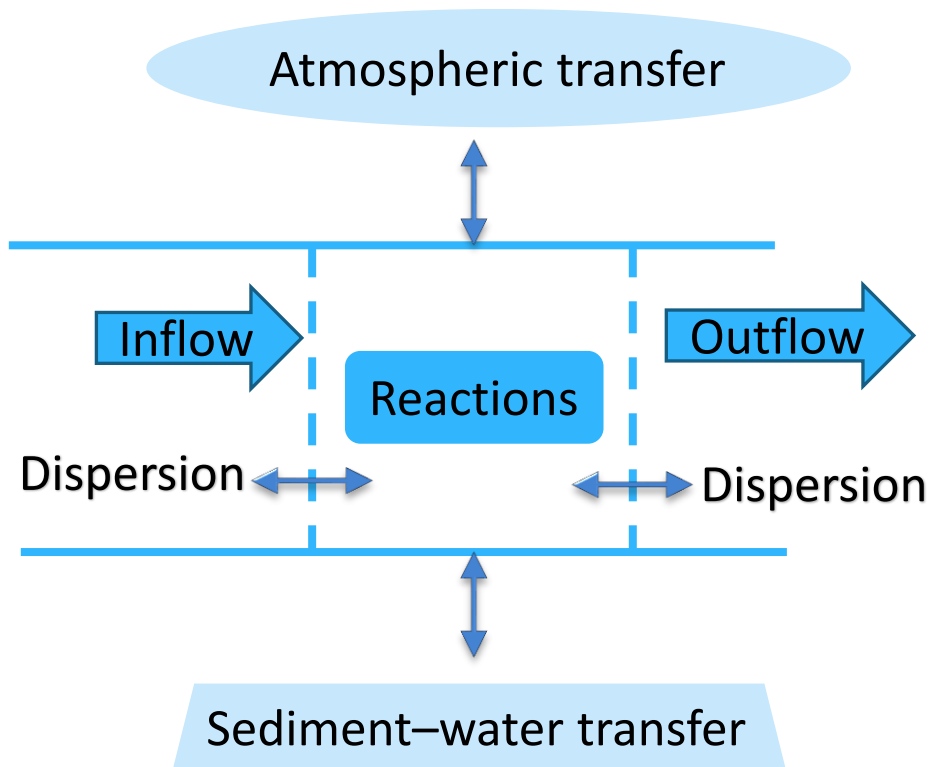 Atmospheric transfer
Inflow
Outflow
Reactions
Dispersion
Dispersion
Sediment–water transfer